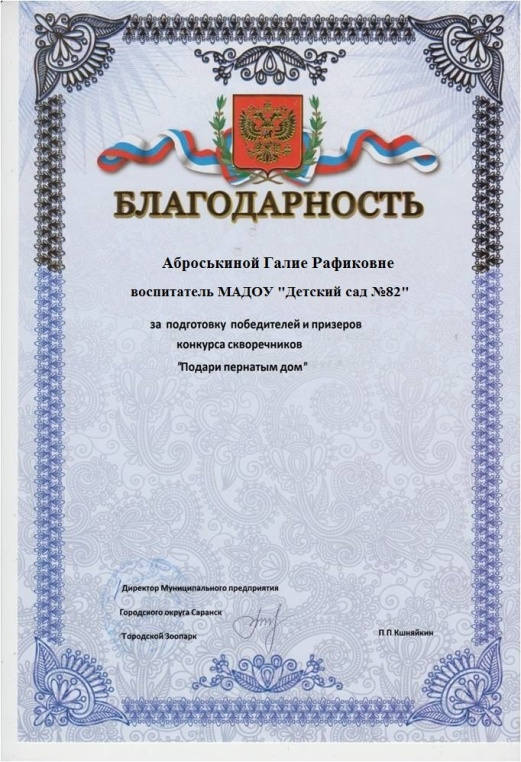 БЛАГОДАРНОСТЬ
Аброськиной Галие Рафиковне
воспитатель МАДОУ "Детский сад №82"
за подготовку победителей и призеров
конкурса скворечников
"Подари пернатым дом"
Директор Муниципального предприятия
Городского округа Саранск
"Городской Зоопарк
П.П.Кшняйкин